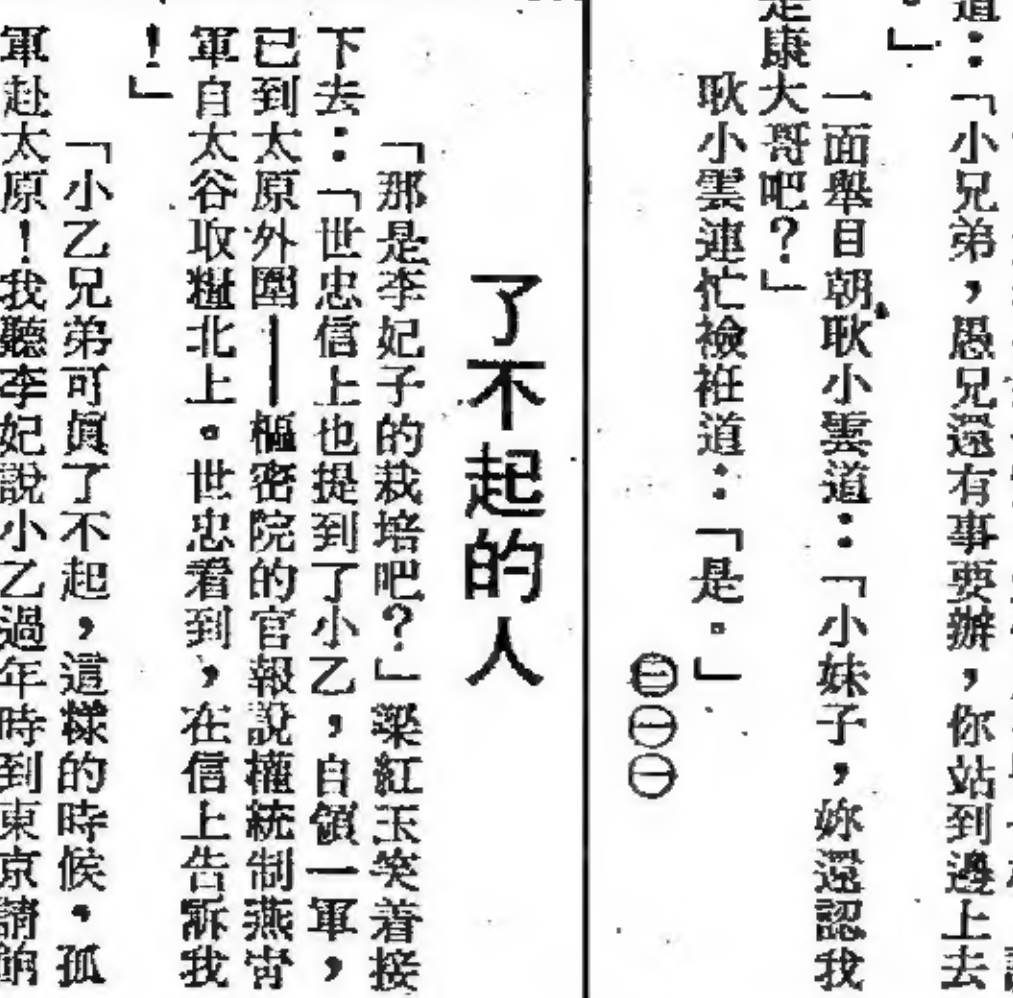 道：「小兄弟，愚兄還有事要辦，你站到邊上去
。」
一面舉目朝耿小雲道：「小妹子，妳還認我
是康大哥吧？」
耿小雲連忙襝衽道：「是。」
㊂㊀㊀
了不起的人
「那是李妃子的栽培吧？」梁紅玉笑着接
下去：「世忠信上也提到了小乙，自領一軍，
已到太原外圍——樞密院的官報說權統制燕青
軍自太谷取糧北上。世忠看到，在信上告訴我
！」
「小乙兄弟可眞了不起，這樣的時候。孤
軍赴太原！我聽李妃說小乙過年時到東京請餉